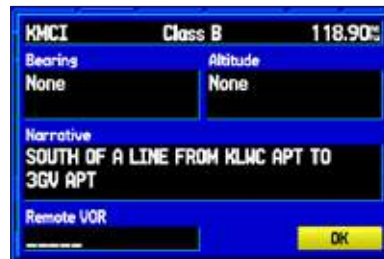 KMCI Class B 118.90
Bearing Altitude
None None
Narrative
SOUTH OF A LINE FROM KLWC APT TO
3GV APT
Remote VOR
_____
OK